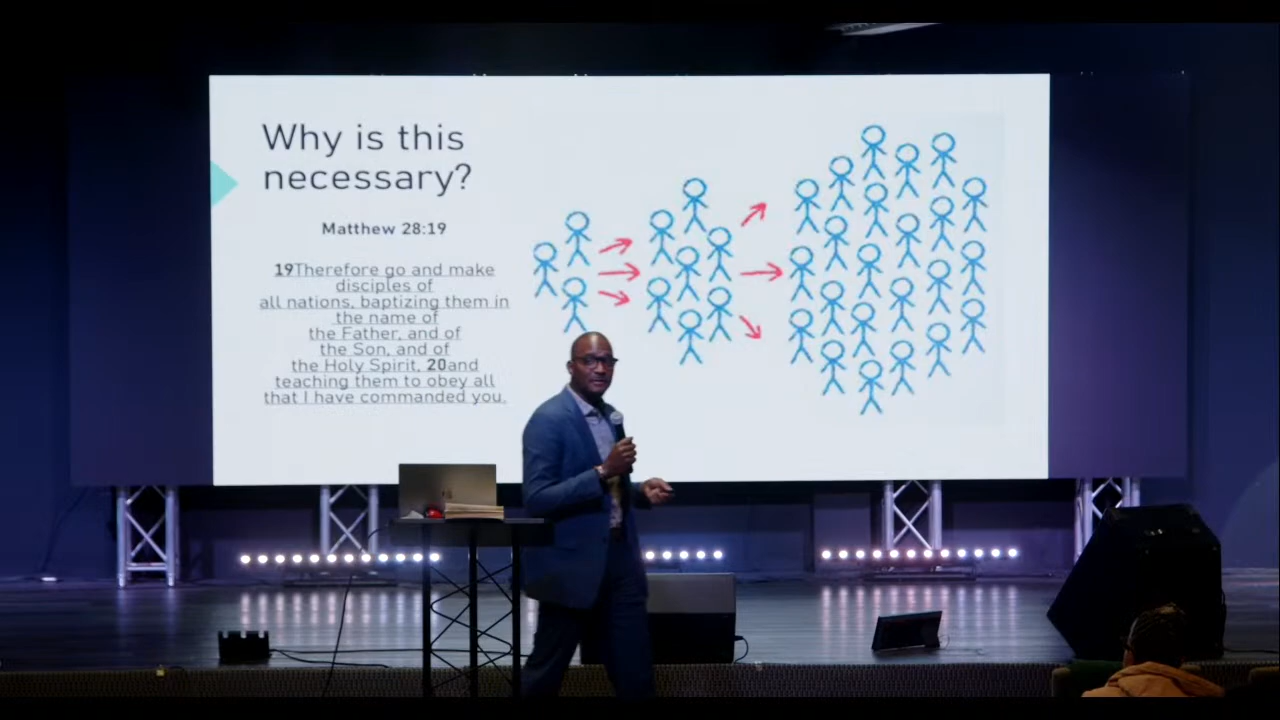 Why is this
necessary?
Matthew 28:19
19Therefore go and make
disciples of
all nations, baptizing them in
the name of
the Father, and of
the Son, and of
the Holy Spirit, 20and
teaching them to obey all
that I have commanded you.